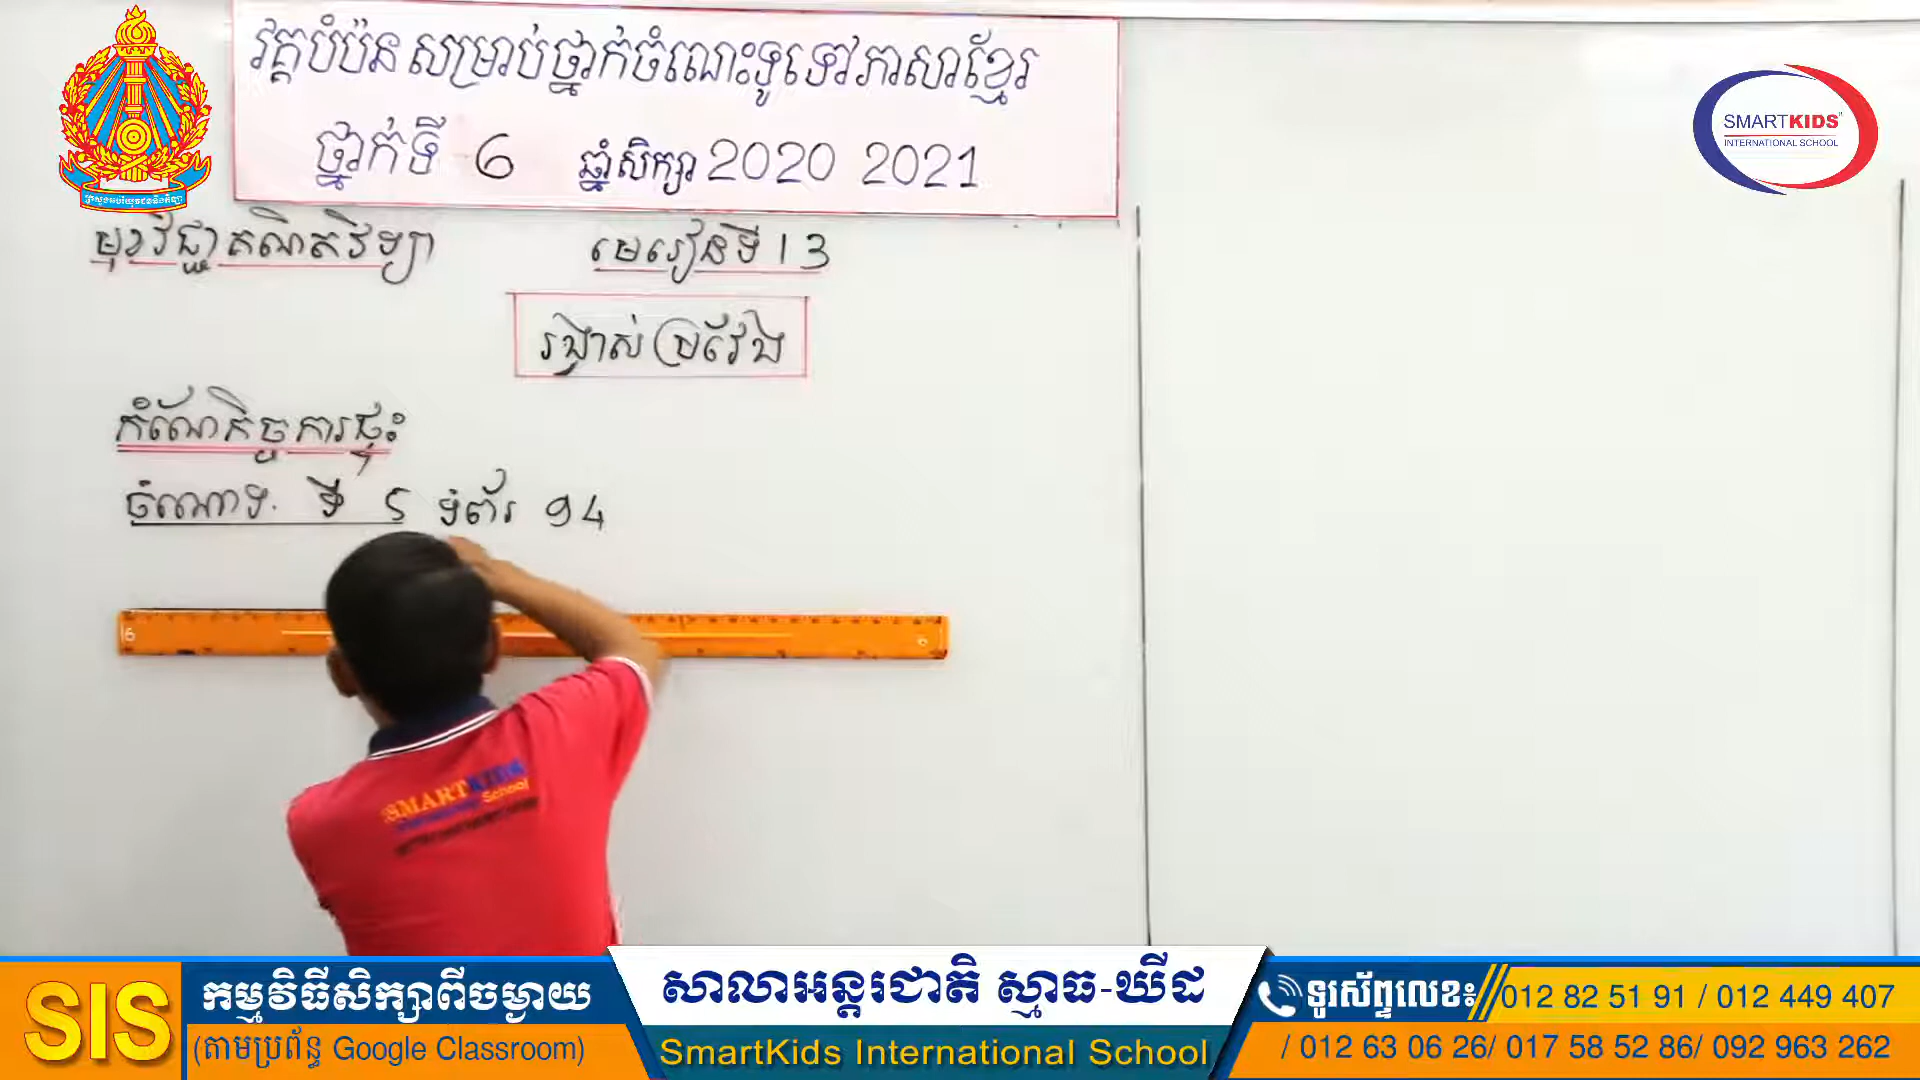 វគ្គបំប៉នសម្រាប់ថ្នាក់ចំណេះទូទៅភាសាខ្មែរ
ថ្នាក់ទី 6 ឆ្នាំសិក្សា 2020 2021
SMARTKIDS
INTERNATIONAL SCHOOL
មុខវិជ្ជាគណិតវិទ្យា
មេរៀនទី 13
រង្វាស់ប្រវែង
កំណែកិច្ចការផ្ទះ
ចំណោទ ទី 5 ទំព័រ 94
SMARTKIDS
School
SIS
កម្មវិធីសិក្សាពីចម្ងាយ
(តាមប្រព័ន្ធ Google Classroom)
សាលាអន្តរជាតិ ស្មាធ-ឃីដ
SmartKids International School
ទូរស័ព្ទលេខ៖ 012 82 51 91 / 012 449 407
/ 012 63 06 26/ 017 58 52 86/ 092 963 262